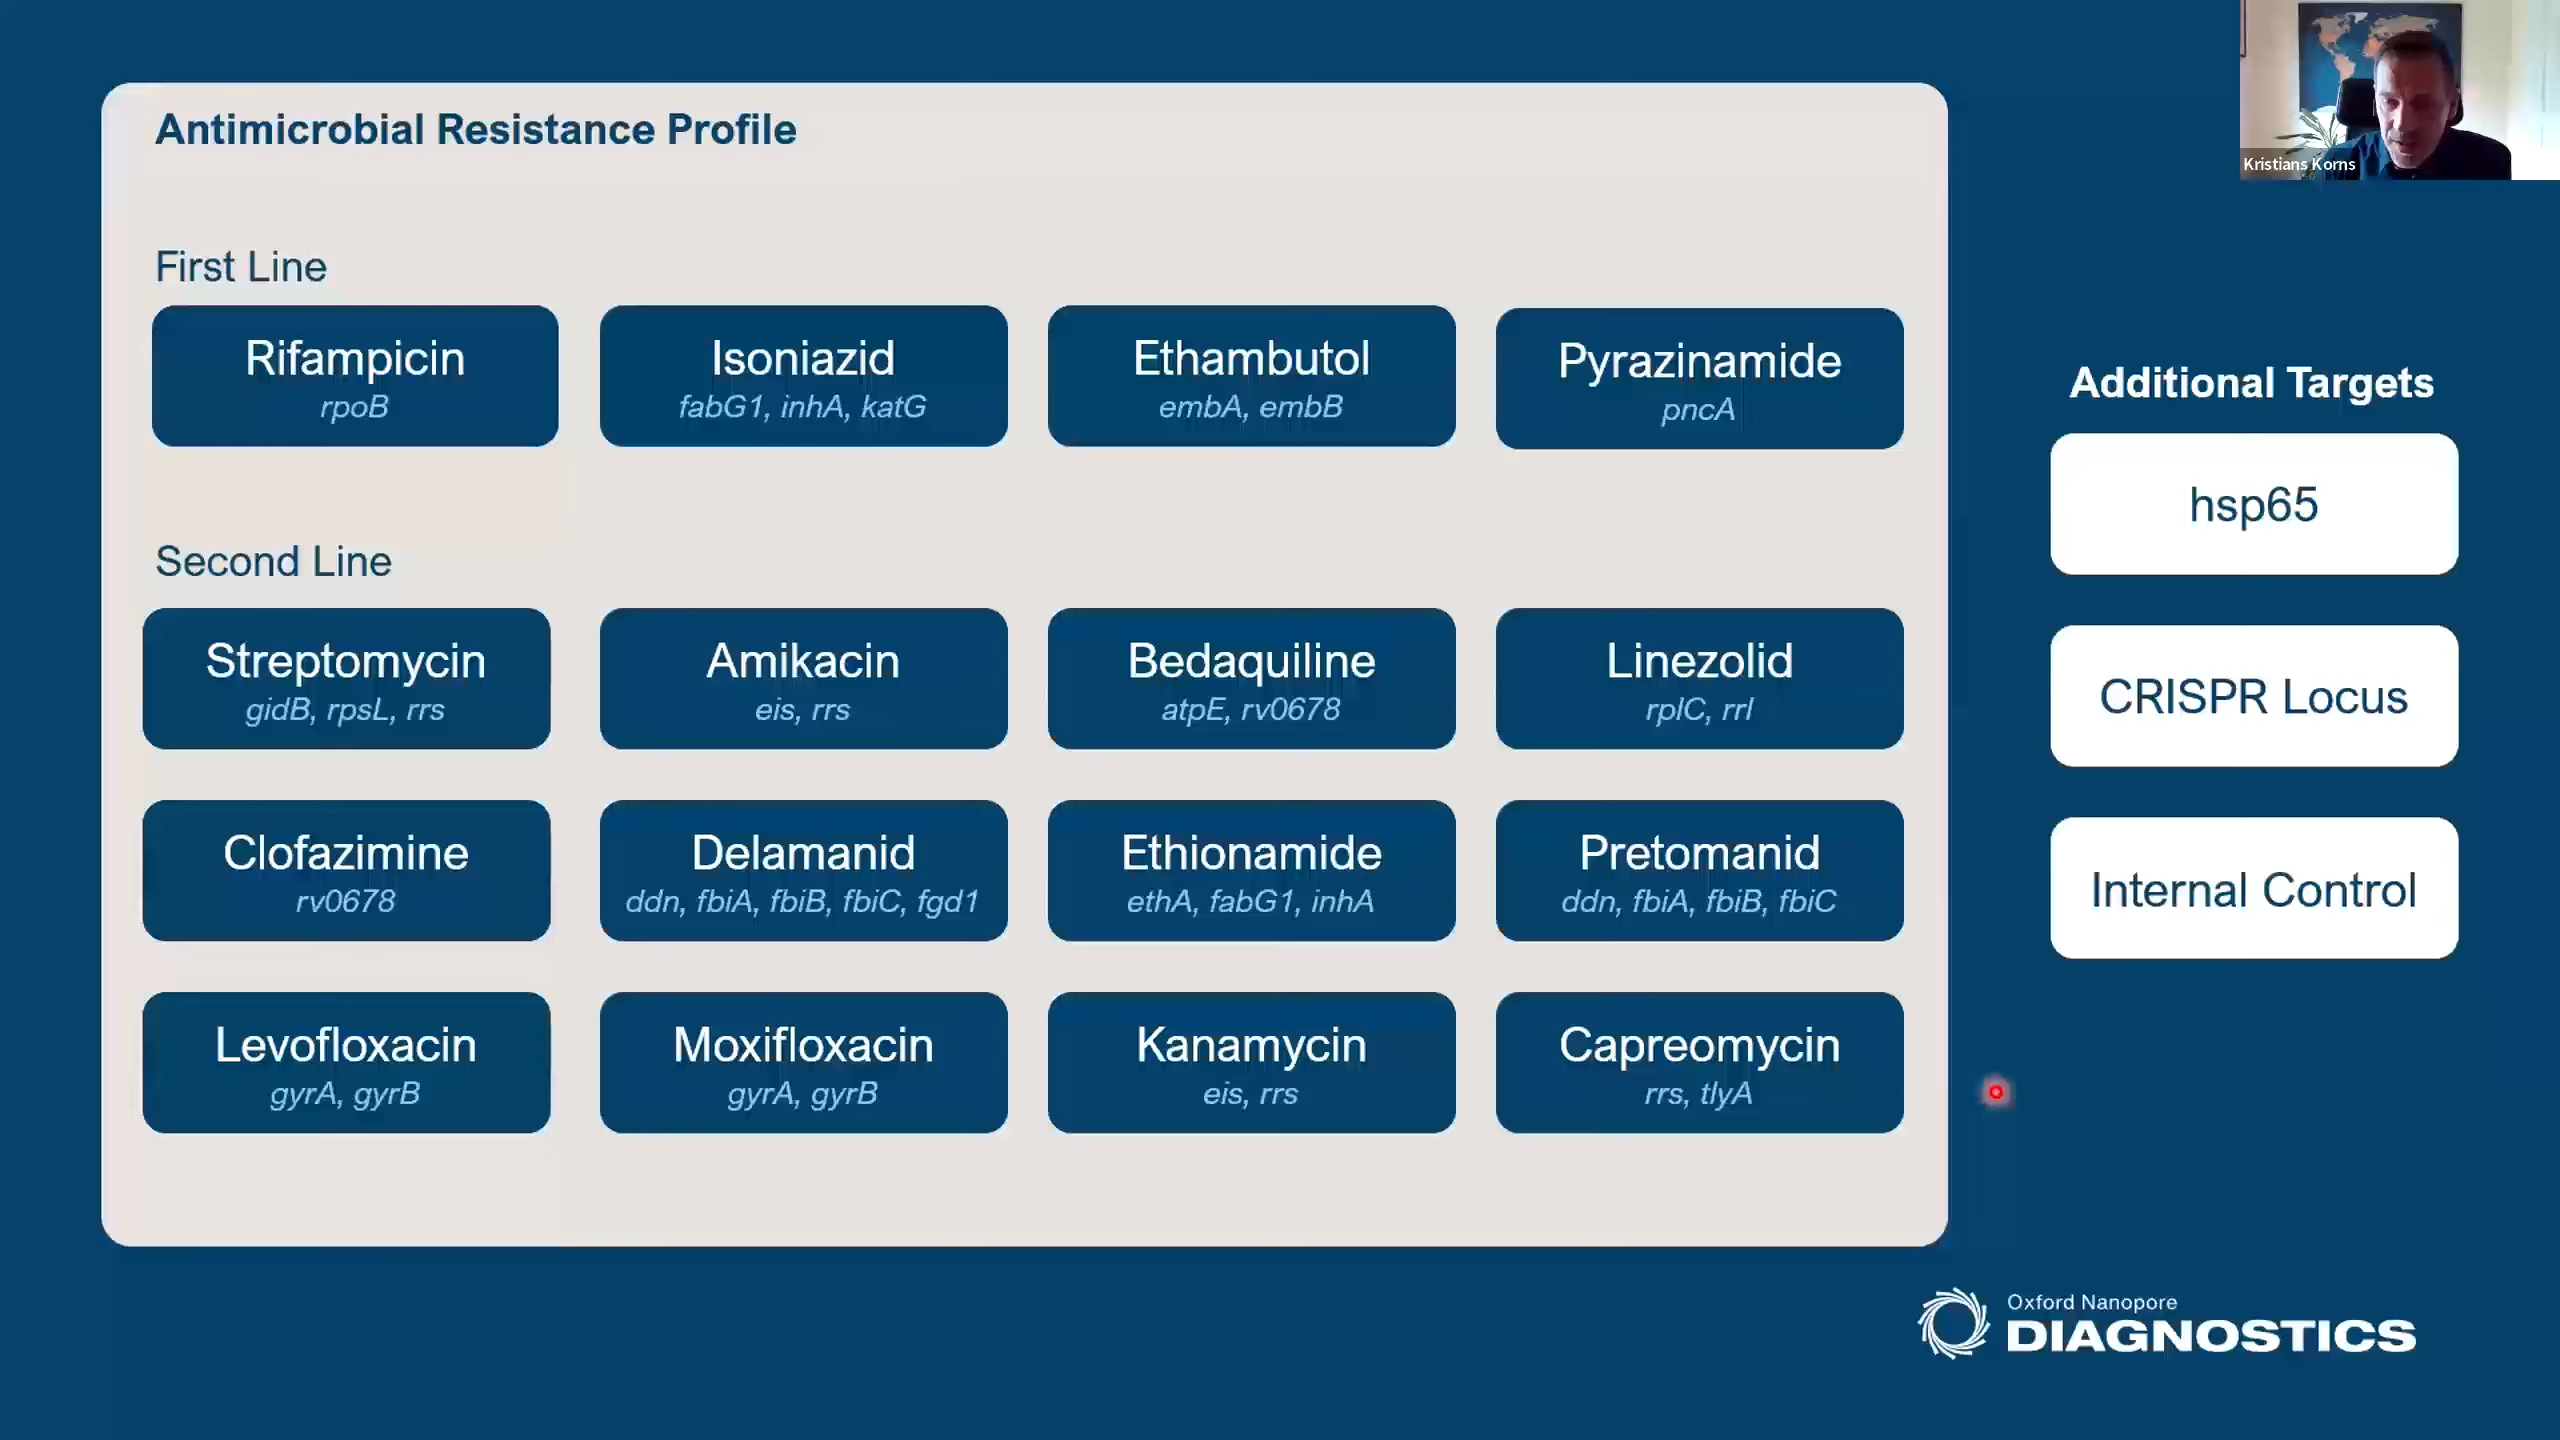 Antimicrobial Resistance Profile
First Line
Rifampicin
rpoB
Isoniazid
fabG1, inhA, katG
Ethambutol
embA, embB
Pyrazinamide
pncA
Second Line
Streptomycin
gidB, rpsL, rrs
Amikacin
eis, rrs
Bedaquiline
atpE, rv0678
Linezolid
rplC, rrl
Clofazimine
rv0678
Delamanid
ddn, fbiA, fbiB, fbiC, fgd1
Ethionamide
ethA, fabG1, inhA
Pretomanid
ddn, fbiA, fbiB, fbiC
Levofloxacin
gyrA, gyrB
Moxifloxacin
gyrA, gyrB
Kanamycin
eis, rrs
Capreomycin
rrs, tlyA
Kristians Korns
Additional Targets
hsp65
CRISPR Locus
Internal Control
Oxford Nanopore
DIAGNOSTICS